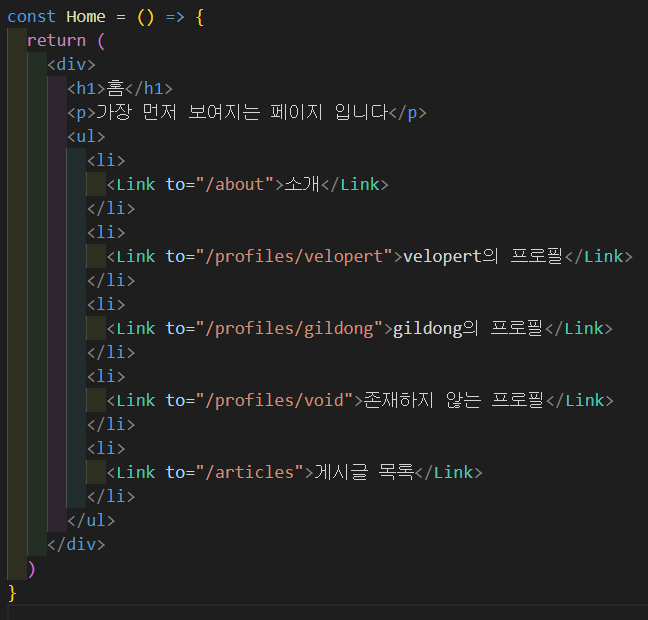 const Home = () => {
return (
<div>
<h1>홈</h1>
<p>가장 먼저 보여지는 페이지 입니다</p>
<ul>
<li>
<Link to="/about">소개</Link>
</li>
<li>
<Link to="/profiles/velopert">velopert의 프로필</Link>
</li>
<li>
<Link to="/profiles/gildong">gildong의 프로필</Link>
</li>
<li>
<Link to="/profiles/void">존재하지 않는 프로필</Link>
</li>
<li>
<Link to="/articles">게시글 목록</Link>
</li>
</ul>
</div>
)
}